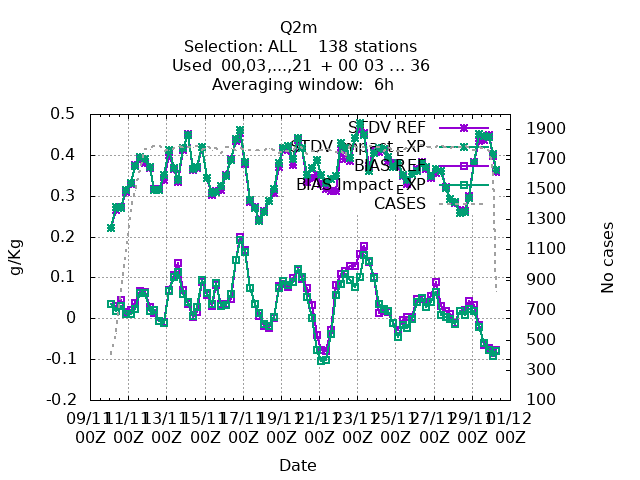 Q2m
Selection: ALL 138 stations
Used 00,03,...,21 + 00 03 ... 36
Averaging window: 6h
g/Kg
0.5
0.4
0.3
0.2
0.1
0
-0.1
-0.2
STDV REF
STDV Impact_EXP
BIAS REF
BIAS Impact_EXP
CASES
1900
1700
1500
1300
1100
900
700
500
300
100
No cases
09/11 11/11 13/11 15/11 17/11 19/11 21/11 23/11 25/11 27/11 29/11 01/12
00Z 00Z 00Z 00Z 00Z 00Z 00Z 00Z 00Z 00Z 00Z 00Z
Date